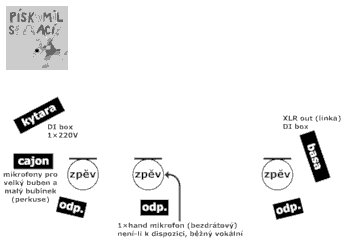 PÍSKOMIL
SE VRACÍ
kytara
DI box
1×220V
XLR out (linka)
DI box
basa
cajon
mikrofony pro
velký buben a
malý bubínek
(perkuse)
zpěv
zpěv
zpěv
odp.
odp.
odp.
1×hand mikrofon (bezdrátový)
není-li k dispozici, běžný vokální